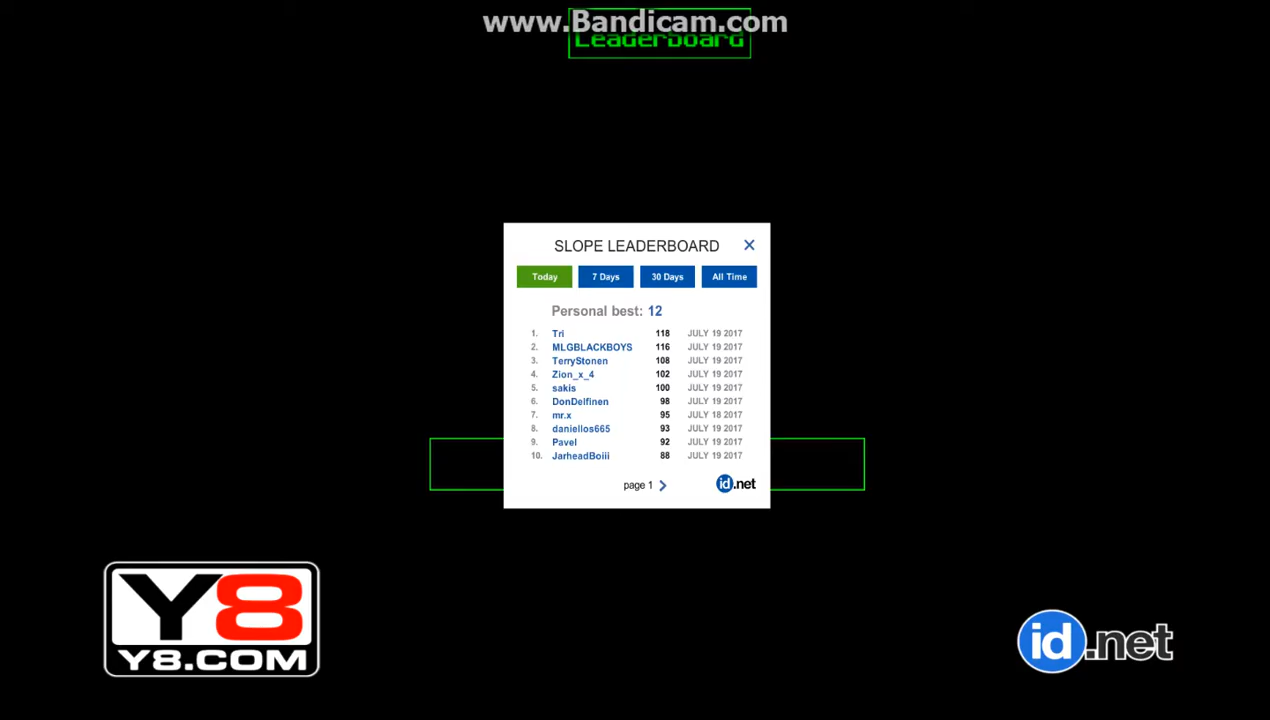 www.Bandicam.com
Leaderboard
SLOPE LEADERBOARD
Today 7 Days 30 Days All Time
Personal best: 12
1. Tri 118 JULY 19 2017
2. MLGBLACKBOYS 116 JULY 19 2017
3. TerryStonen 108 JULY 19 2017
4. Zion_x_4 102 JULY 19 2017
5. sakis 100 JULY 19 2017
6. DonDelfinen 98 JULY 19 2017
7. mr.x 95 JULY 18 2017
8. daniellos665 93 JULY 19 2017
9. Pavel 92 JULY 19 2017
10. JarheadBoiii 88 JULY 19 2017
page 1
id.net
Y8
Y8.COM
id.net